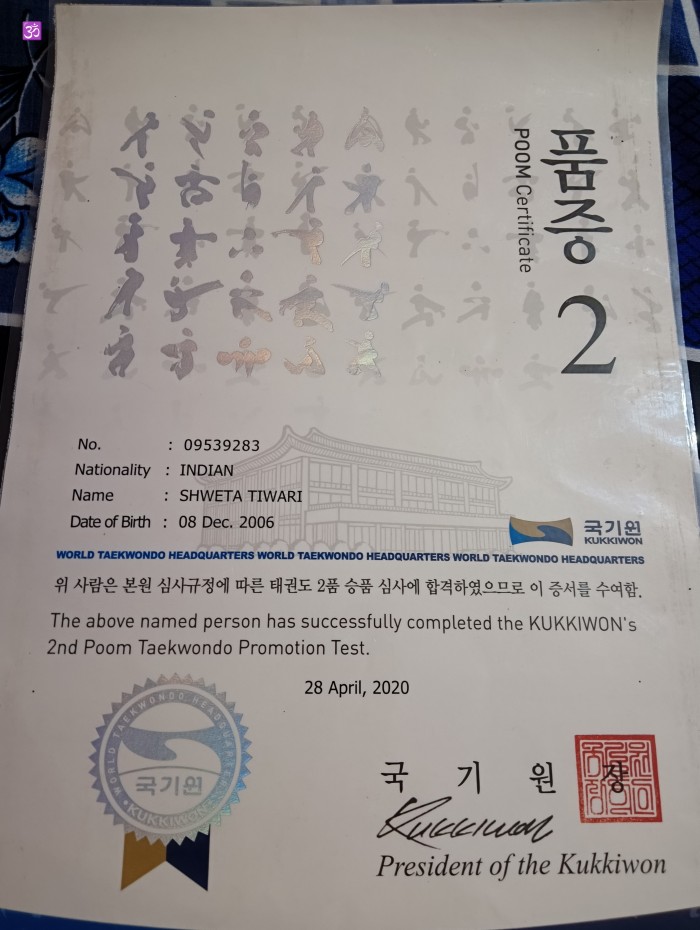 🕉
품증
POOM Certificate
2
No. : 09539283
Nationality : INDIAN
Name : SHWETA TIWARI
Date of Birth : 08 Dec. 2006
국기원
KUKKIWON
WORLD TAEKWONDO HEADQUARTERS WORLD TAEKWONDO HEADQUARTERS WORLD TAEKWONDO HEADQUARTERS
위 사람은 본원 심사규정에 따른 태권도 2품 승품 심사에 합격하였으므로 이 증서를 수여함.
The above named person has successfully completed the KUKKIWON's
2nd Poom Taekwondo Promotion Test.
28 April, 2020
WORLD TAEKWONDO HEADQUARTERS
국기원
KUKKIWON
국 기 원 장
Kukkiwon
President of the Kukkiwon